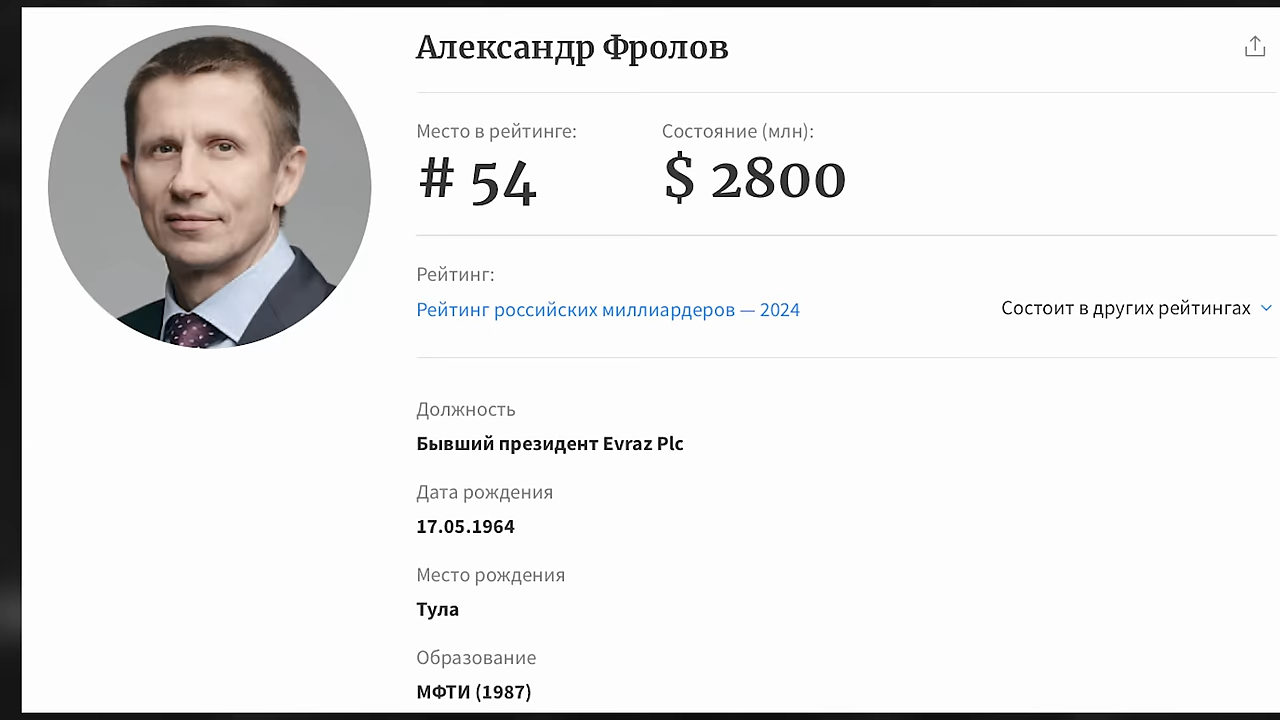 Александр Фролов
Место в рейтинге:
Состояние (млн):
# 54
$ 2800
Рейтинг:
Рейтинг российских миллиардеров — 2024
Состоит в других рейтингах
Должность
Бывший президент Evraz Plc
Дата рождения
17.05.1964
Место рождения
Тула
Образование
МФТИ (1987)